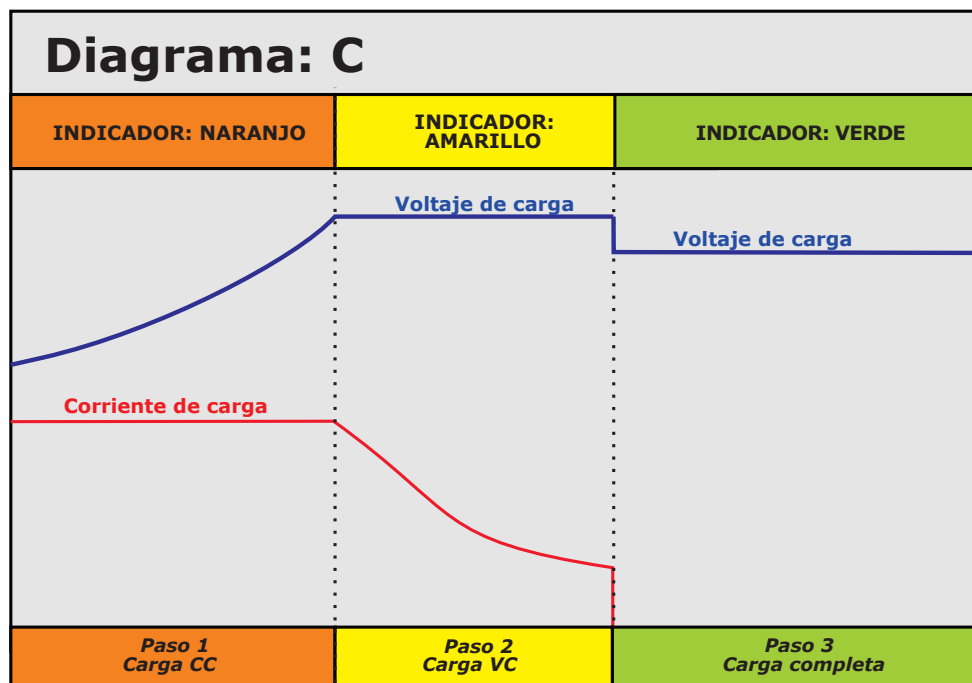 Diagrama: C
INDICADOR: NARANJO
INDICADOR:
AMARILLO
INDICADOR: VERDE
Voltaje de carga
Voltaje de carga
Corriente de carga
Paso 1
Carga CC
Paso 2
Carga VC
Paso 3
Carga completa